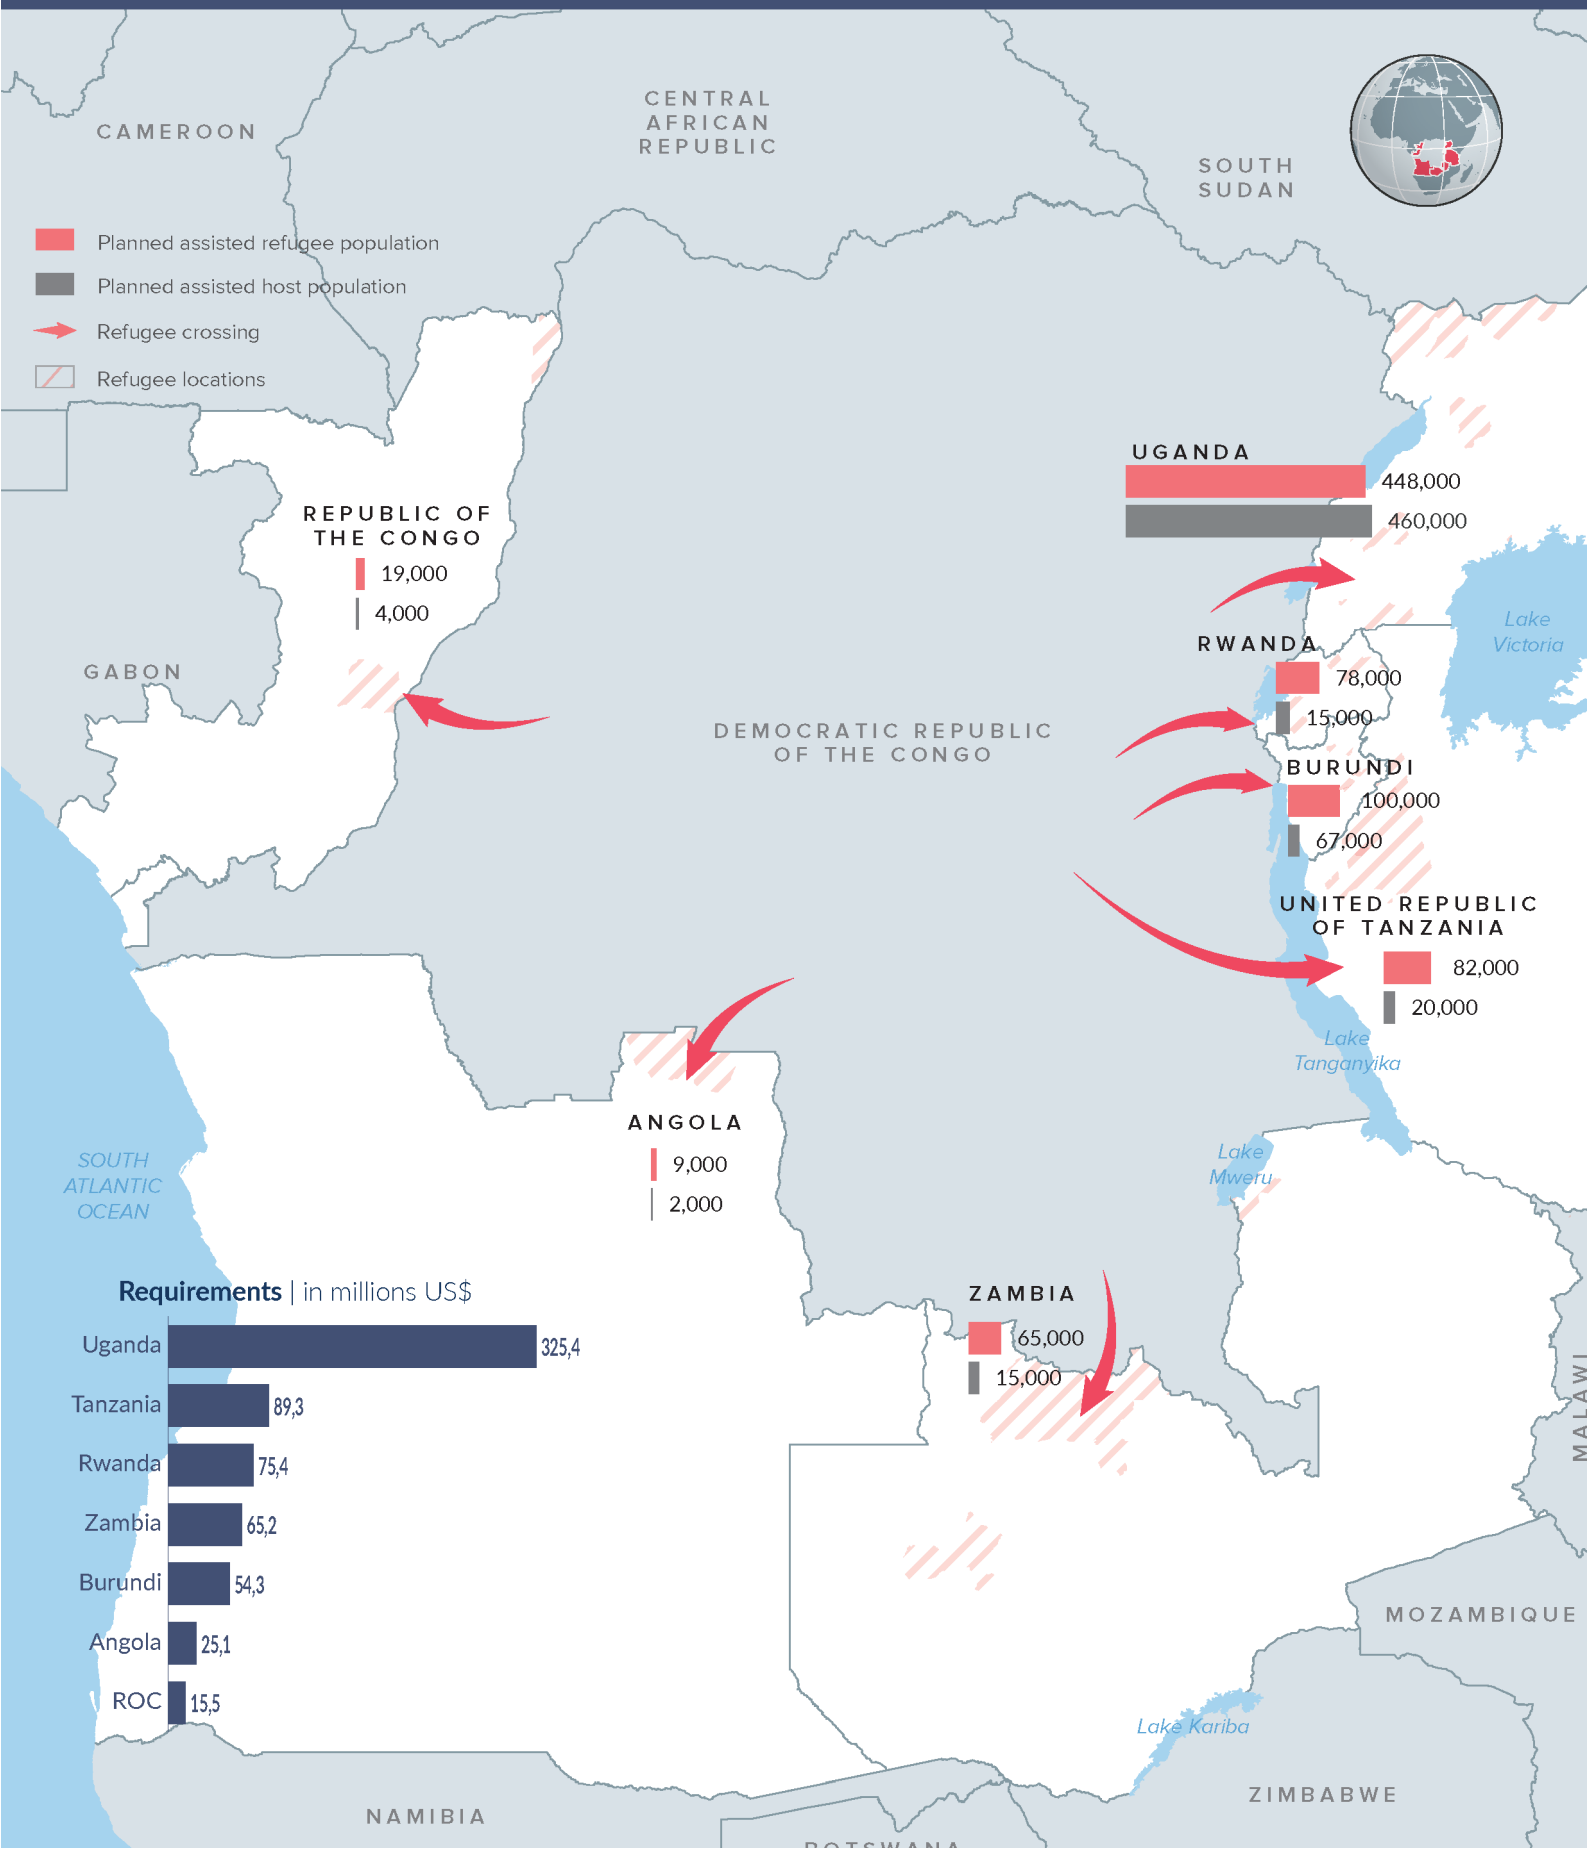 CENTRAL
AFRICAN
REPUBLIC
CAMEROON
SOUTH
SUDAN
Planned assisted refugee population
Planned assisted host population
Refugee crossing
Refugee locations
UGANDA
448,000
460,000
REPUBLIC OF
THE CONGO
19,000
4,000
Lake
Victoria
RWANDA
78,000
15,000
GABON
DEMOCRATIC REPUBLIC
OF THE CONGO
BURUNDI
100,000
67,000
UNITED REPUBLIC
OF TANZANIA
82,000
20,000
Lake
Tanganyika
ANGOLA
9,000
2,000
Lake
Mweru
SOUTH
ATLANTIC
OCEAN
ZAMBIA
65,000
15,000
MALAWI
Requirements | in millions US$
Uganda 325,4
Tanzania 89,3
Rwanda 75,4
Zambia 65,2
Burundi 54,3
Angola 25,1
ROC 15,5
MOZAMBIQUE
Lake Kariba
ZIMBABWE
NAMIBIA
BOTSWANA